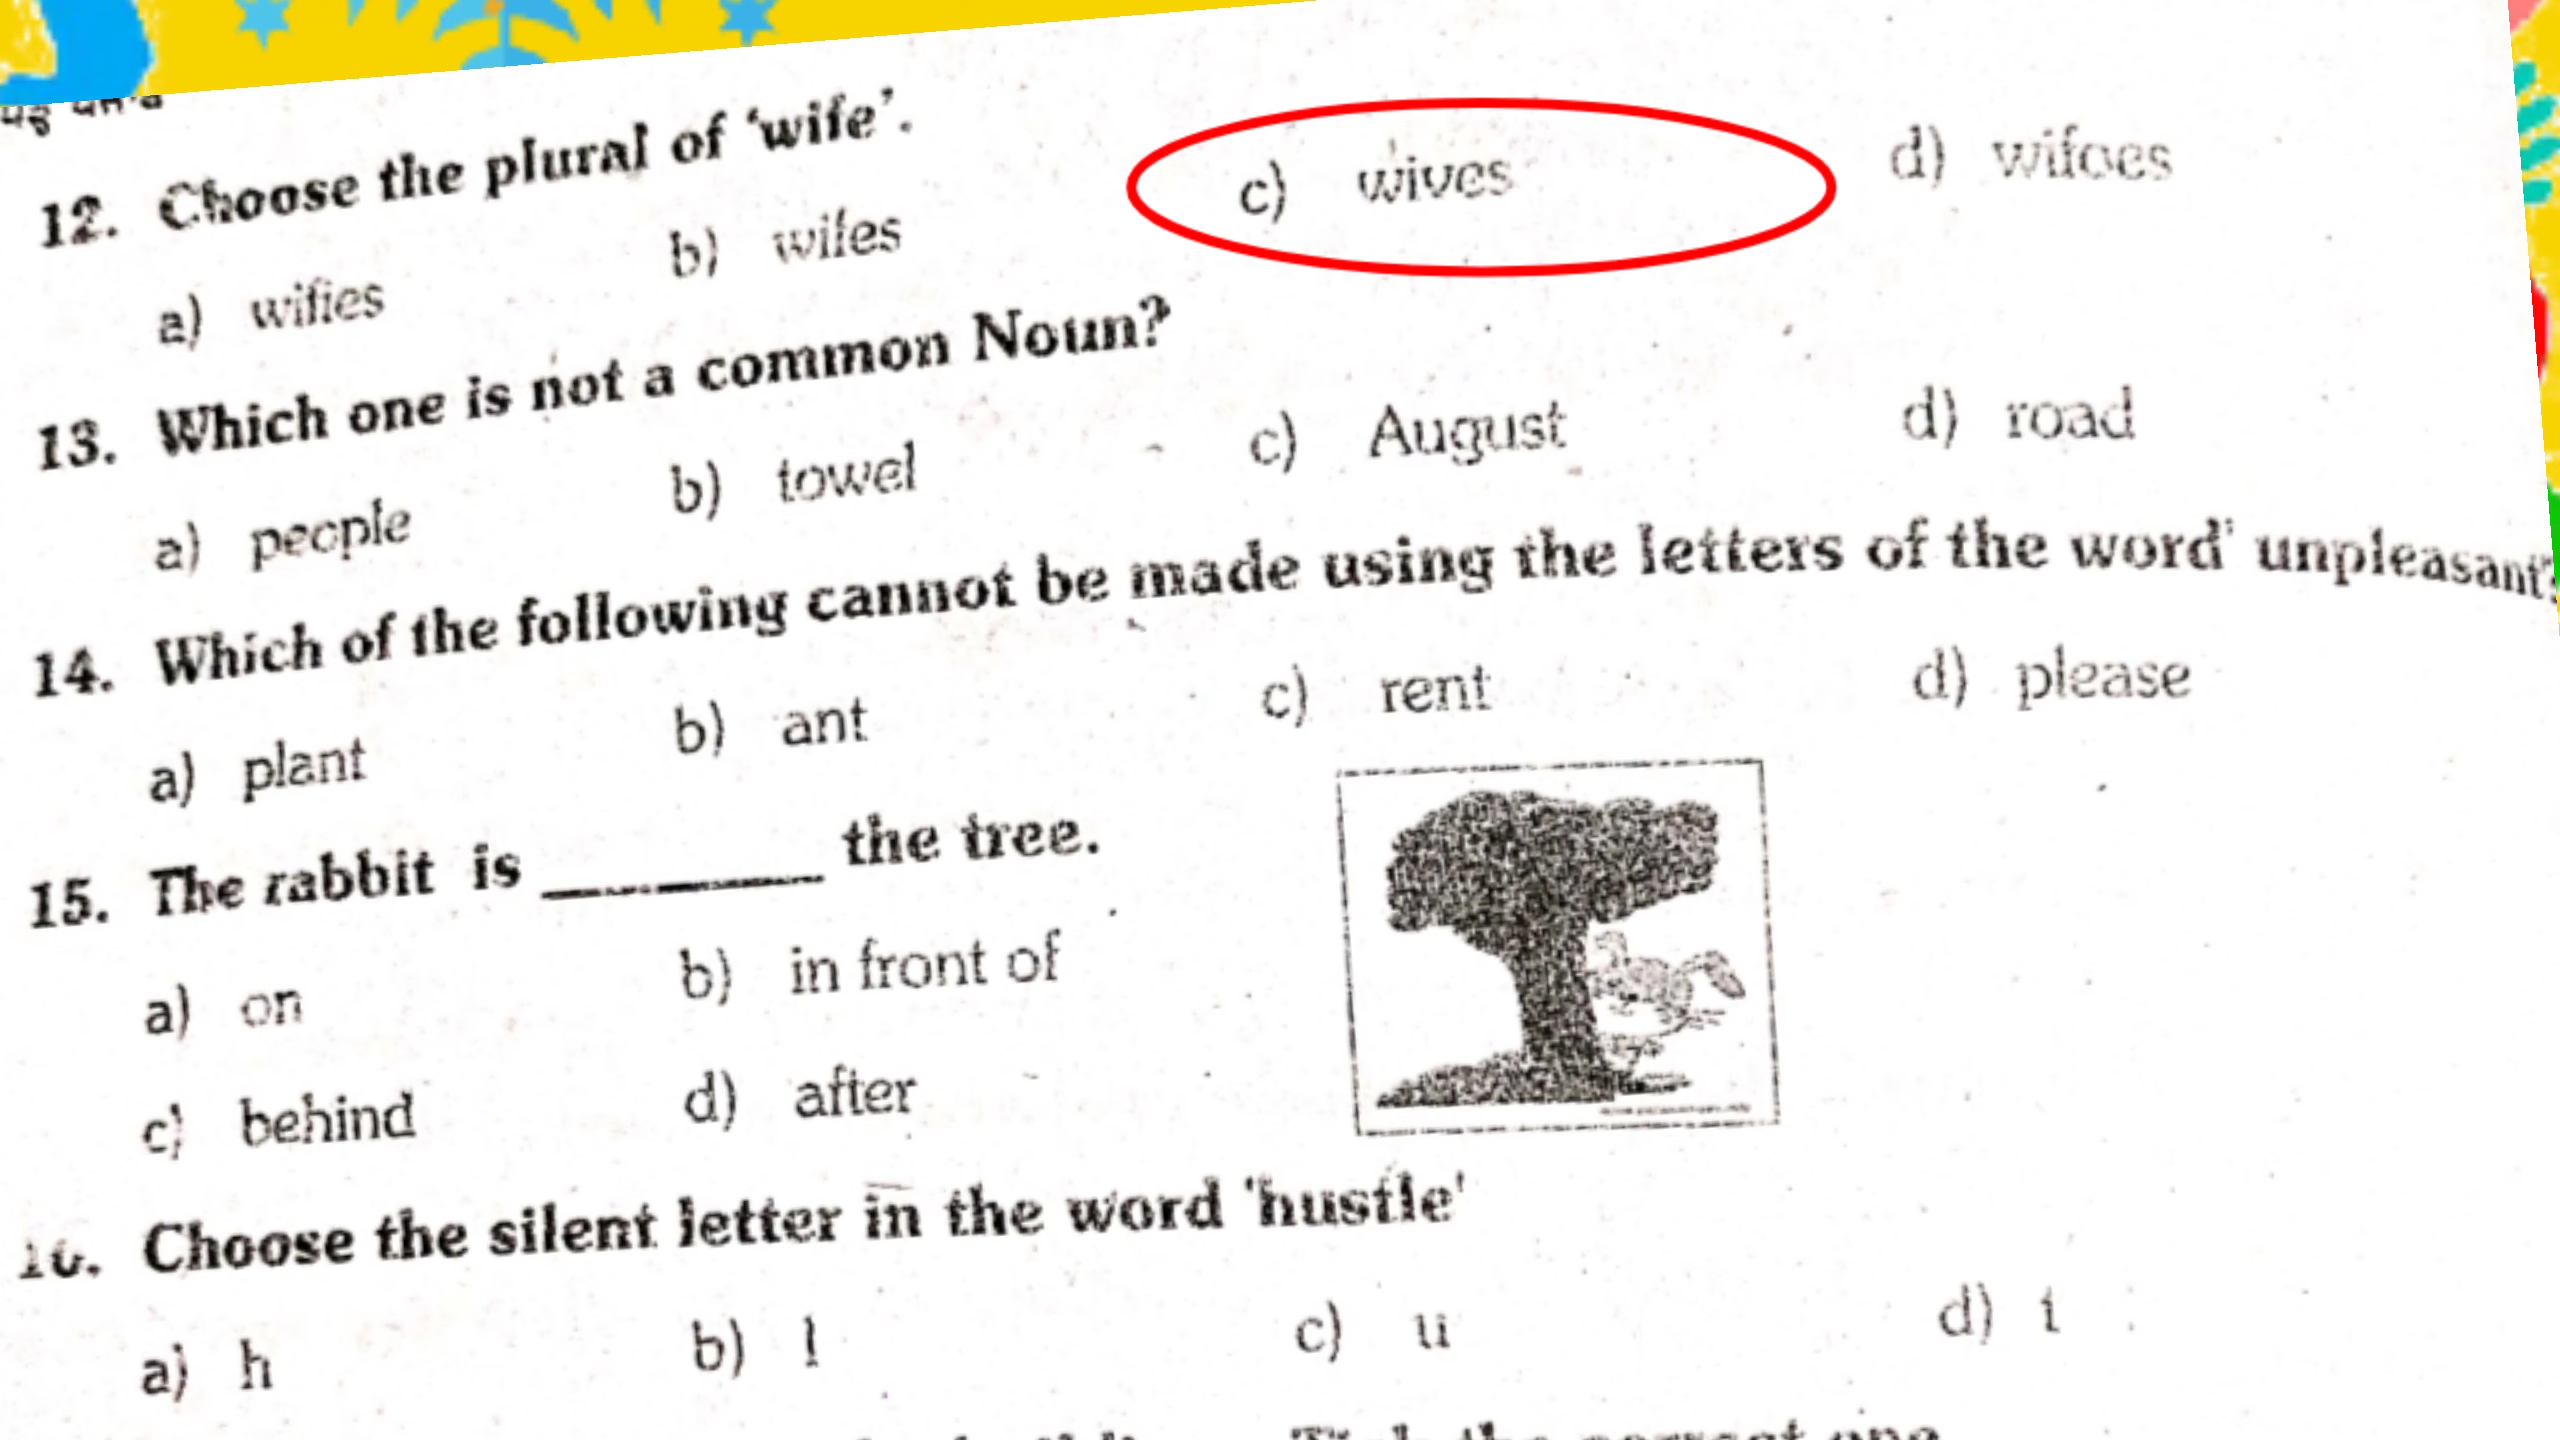 12. Choose the plural of ‘wife’.
a) wifies b) wifes c) wives d) wifoes
13. Which one is not a common Noun?
a) people b) towel c) August d) road
14. Which of the following cannot be made using the letters of the word' unpleasant'?
a) plant b) ant c) rent d) please
15. The rabbit is ________ the tree.
a) on b) in front of
c) behind d) after
16. Choose the silent letter in the word 'hustle'
a) h b) l c) u d) t